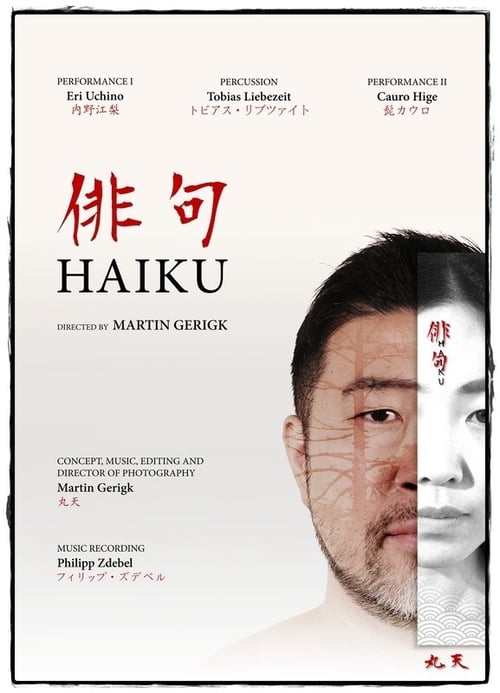 PERFORMANCE I
Eri Uchino
内野江梨
PERCUSSION
Tobias Liebezeit
トビアス・リブツァイト
PERFORMANCE II
Cauro Hige
髭カウロ
俳句
HAIKU
DIRECTED BY MARTIN GERIGK
俳句
HAIKU
CONCEPT, MUSIC, EDITING AND
DIRECTOR OF PHOTOGRAPHY
Martin Gerigk
丸天
MUSIC RECORDING
Philipp Zdebel
フィリップ・ズデベル
丸天